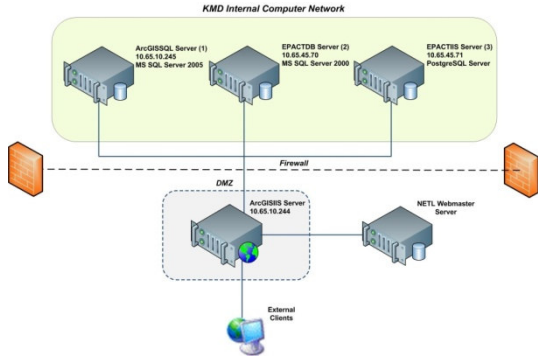 KMD Internal Computer Network
ArcGISSQL Server (1)
10.65.10.245
MS SQL Server 2005
EPACTDB Server (2)
10.65.45.70
MS SQL Server 2000
EPACTIIS Server (3)
10.65.45.71
PostgreSQL Server
Firewall
DMZ
ArcGISIIS Server
10.65.10.244
NETL Webmaster
Server
External
Clients